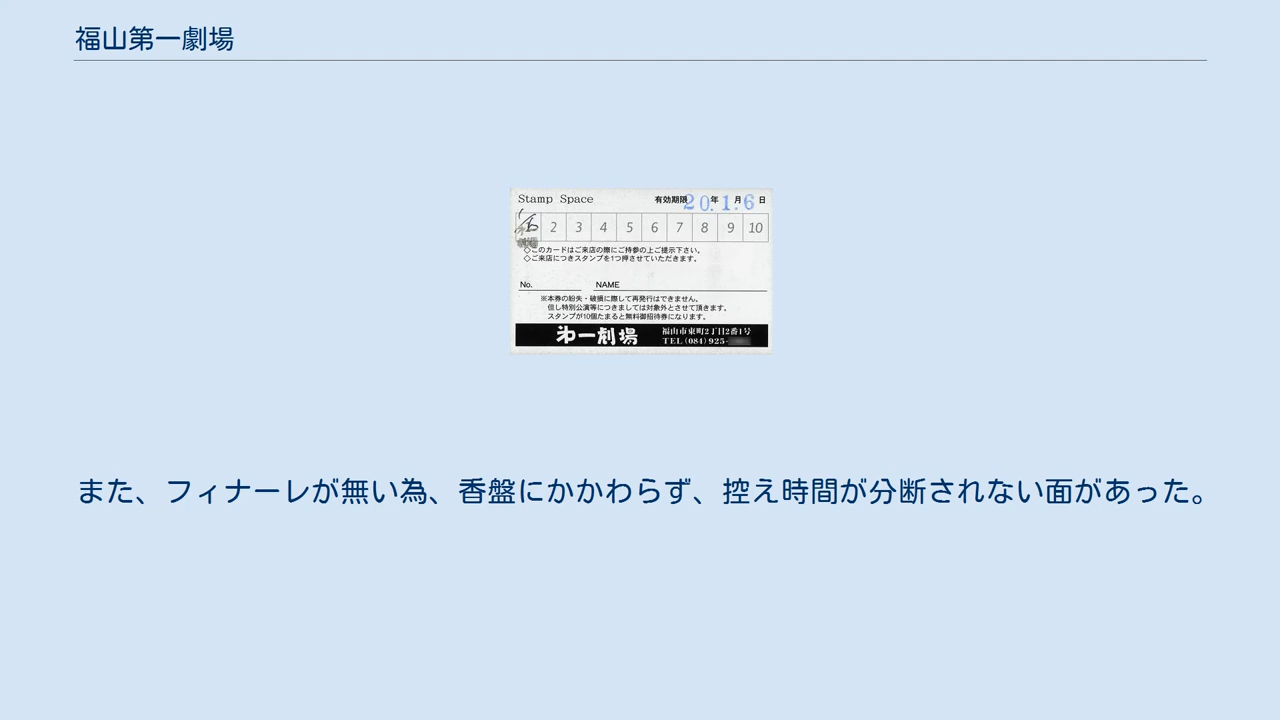 福山第一劇場
Stamp Space
有効期限 20年 1.月6日
2 3 4 5 6 7 8 9 10
◇このカードはご来店の際にご持参の上ご提示下さい。
◇ご来店につきスタンプを1つ押させていただきます。
No. NAME
※本券の紛失・破損に際して再発行はできません。
但し特別公演等につきましては対象外とさせて頂きます。
スタンプが10個たまると無料御招待券になります。
第一劇場
福山市東町2丁目2番1号
TEL (084) 925-
また、フィナーレが無い為、香盤にかかわらず、控え時間が分断されない面があった。